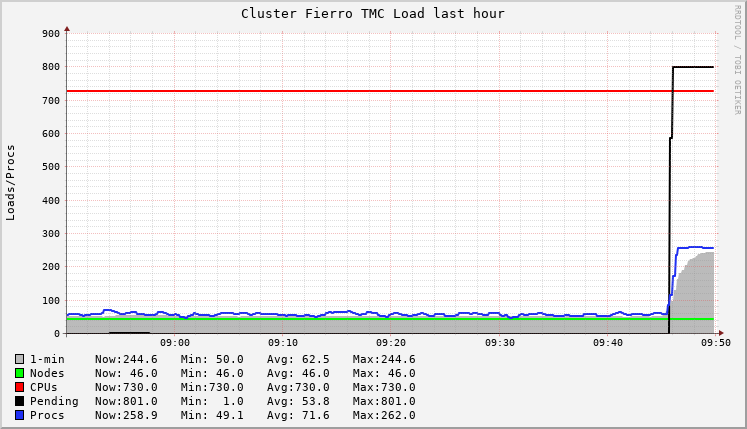 Cluster Fierro TMC Load last hour
RRDTOOL / TOBI OETIKER
Loads/Procs
900
800
700
600
500
400
300
200
100
0
09:00 09:10 09:20 09:30 09:40 09:50
1-min Now:244.6 Min: 50.0 Avg: 62.5 Max:244.6
Nodes Now: 46.0 Min: 46.0 Avg: 46.0 Max: 46.0
CPUs Now:730.0 Min:730.0 Avg:730.0 Max:730.0
Pending Now:801.0 Min: 1.0 Avg: 53.8 Max:801.0
Procs Now:258.9 Min: 49.1 Avg: 71.6 Max:262.0